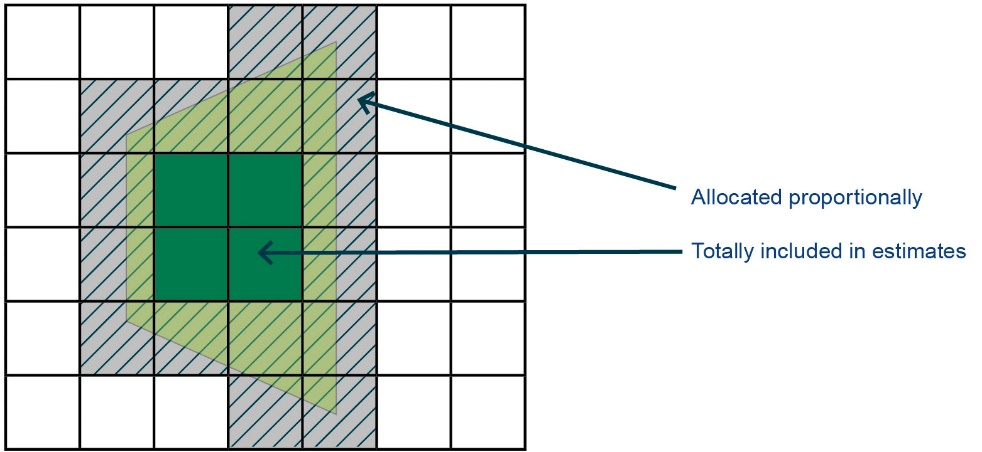 Allocated proportionally
Totally included in estimates